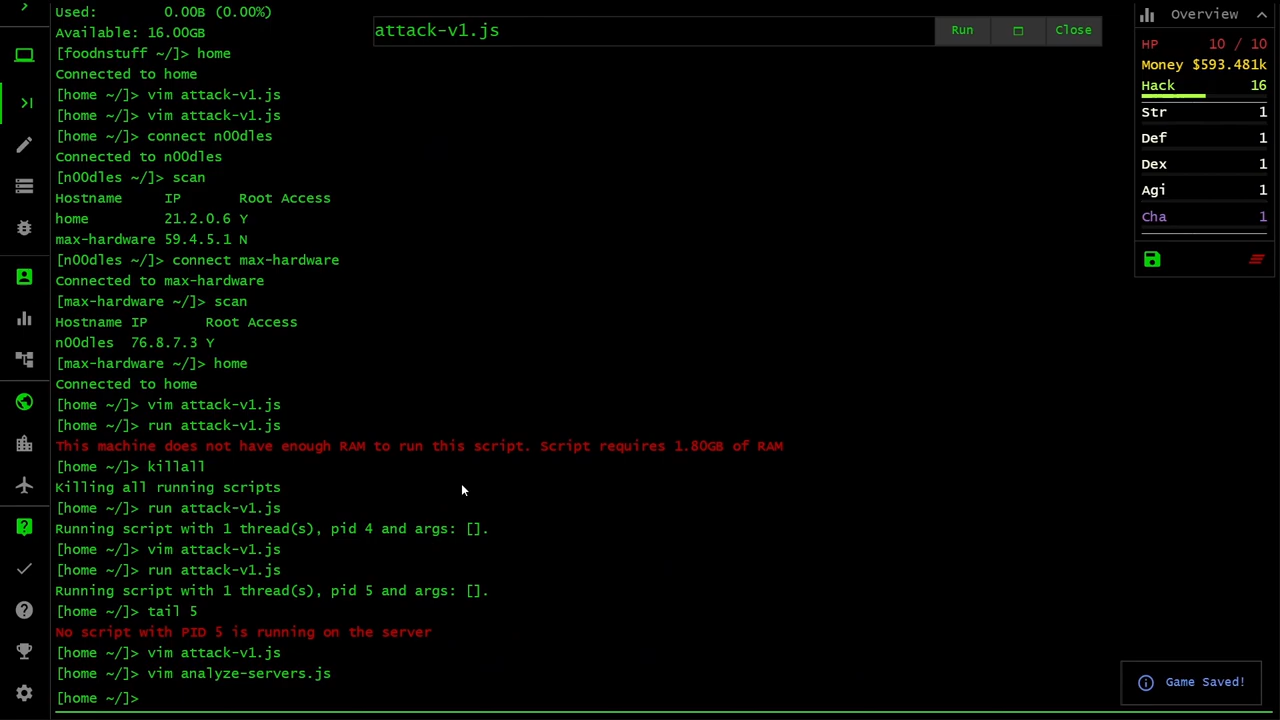 Used:      0.00B (0.00%)
Available: 16.00GB
[foodnstuff ~/]> home
Connected to home
[home ~/]> vim attack-v1.js
[home ~/]> vim attack-v1.js
[home ~/]> connect n00dles
Connected to n00dles
[n00dles ~/]> scan
Hostname     IP       Root Access
home         21.2.0.6 Y
max-hardware 59.4.5.1 N
[n00dles ~/]> connect max-hardware
Connected to max-hardware
[max-hardware ~/]> scan
Hostname IP       Root Access
n00dles  76.8.7.3 Y
[max-hardware ~/]> home
Connected to home
[home ~/]> vim attack-v1.js
[home ~/]> run attack-v1.js
This machine does not have enough RAM to run this script. Script requires 1.80GB of RAM
[home ~/]> killall
Killing all running scripts
[home ~/]> run attack-v1.js
Running script with 1 thread(s), pid 4 and args: [].
[home ~/]> vim attack-v1.js
[home ~/]> run attack-v1.js
Running script with 1 thread(s), pid 5 and args: [].
[home ~/]> tail 5
No script with PID 5 is running on the server
[home ~/]> vim attack-v1.js
[home ~/]> vim analyze-servers.js
[home ~/]>
attack-v1.js Run Close
Overview
HP 10 / 10
Money $593.481k
Hack 16
Str 1
Def 1
Dex 1
Agi 1
Cha 1
Game Saved!